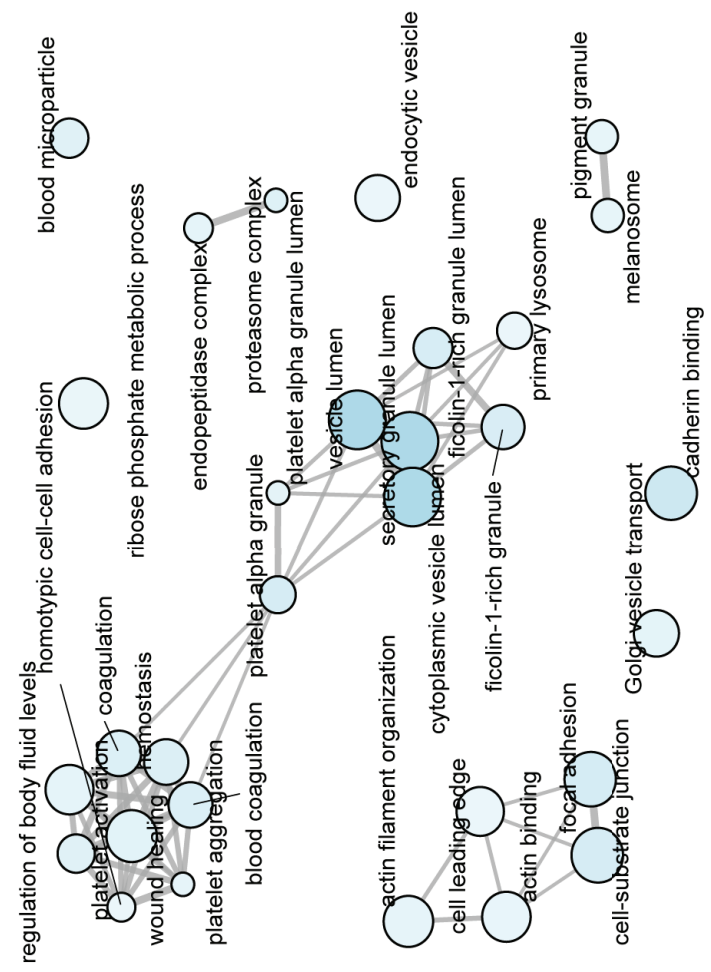 regulation of body fluid levels
homotypic cell-cell adhesion
blood microparticle
platelet activation
coagulation
ribose phosphate metabolic process
wound healing
hemostasis
platelet aggregation
endopeptidase complex
blood coagulation
platelet alpha granule
proteasome complex
platelet alpha granule lumen
vesicle lumen
actin filament organization
secretory granule lumen
endocytic vesicle
cytoplasmic vesicle lumen
ficolin-1-rich granule lumen
cell leading edge
ficolin-1-rich granule
actin binding
primary lysosome
focal adhesion
pigment granule
cell-substrate junction
melanosome
Golgi vesicle transport
cadherin binding